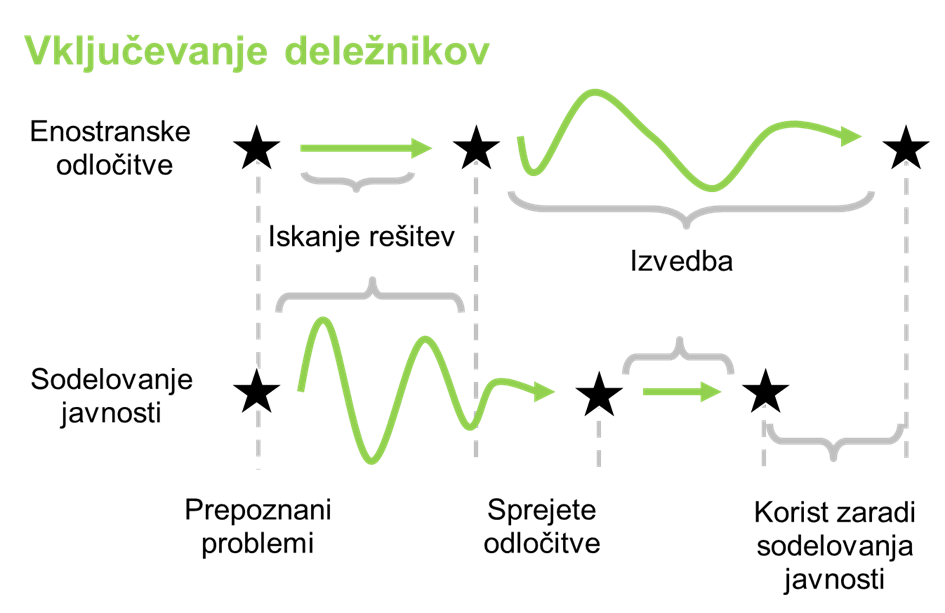 Vključevanje deležnikov
Enostranske
odločitve
Iskanje rešitev
Izvedba
Sodelovanje
javnosti
Prepoznani
problemi
Sprejete
odločitve
Korist zaradi
sodelovanja
javnosti